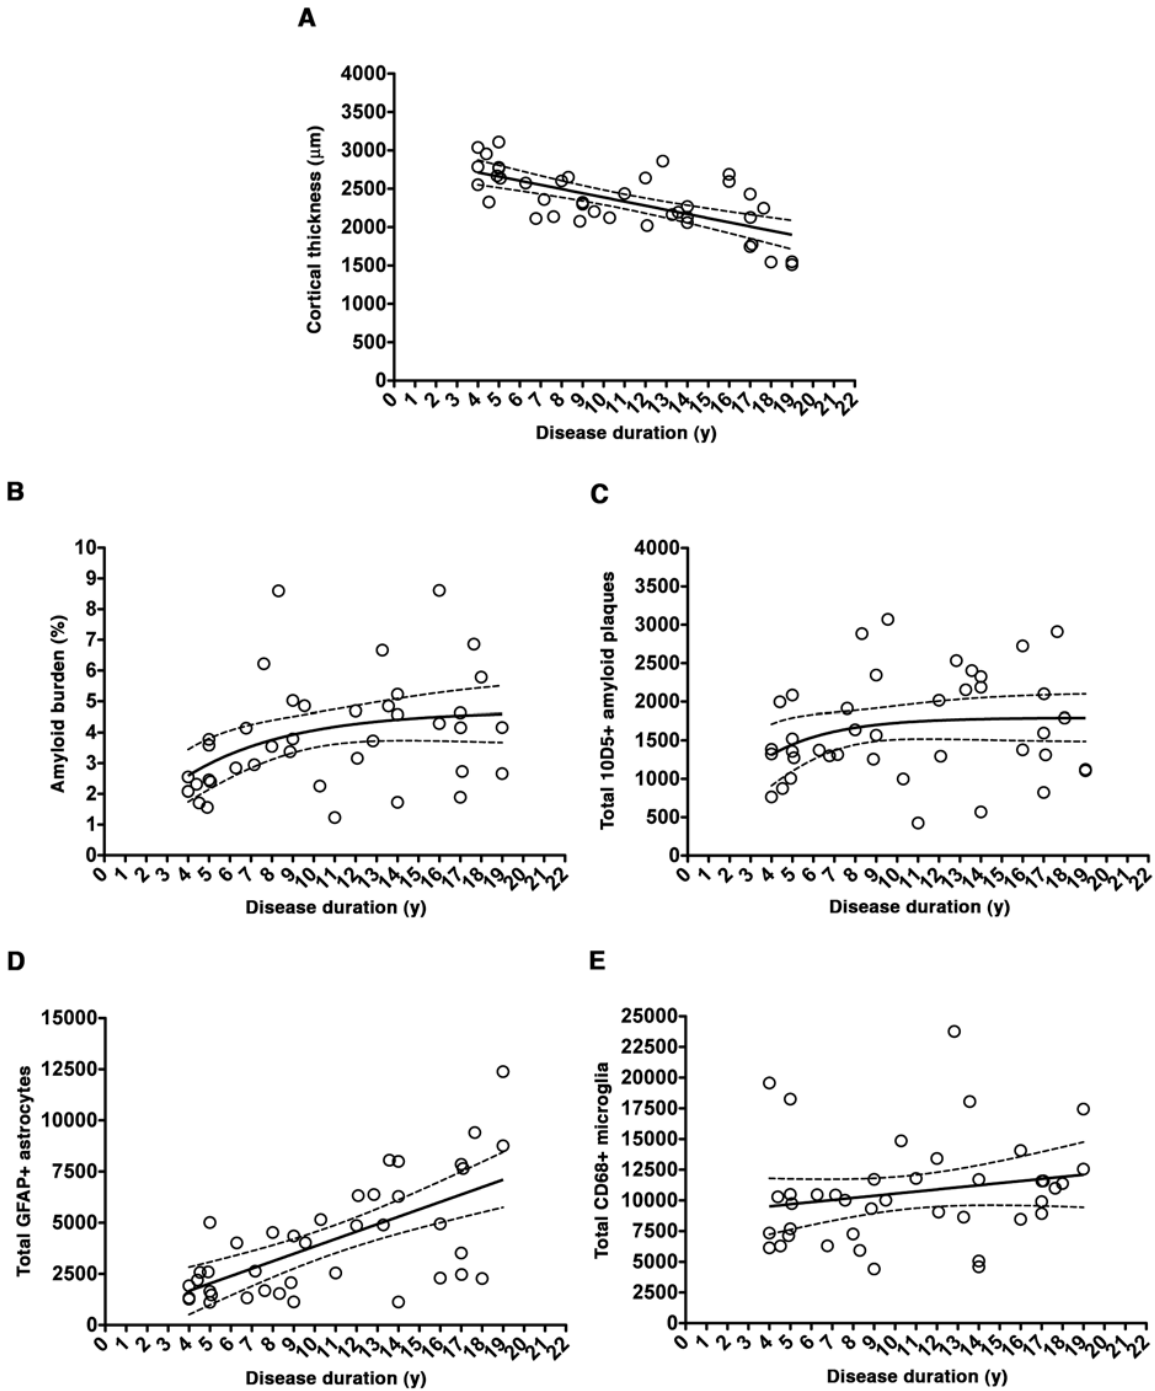 A
Cortical thickness (μm)
4000
3500
3000
2500
2000
1500
1000
500
0
0 1 2 3 4 5 6 7 8 9 10 11 12 13 14 15 16 17 18 19 20 21 22
Disease duration (y)
B
Amyloid burden (%)
10
9
8
7
6
5
4
3
2
1
0
0 1 2 3 4 5 6 7 8 9 10 11 12 13 14 15 16 17 18 19 20 21 22
Disease duration (y)
C
Total 10D5+ amyloid plaques
4000
3500
3000
2500
2000
1500
1000
500
0
0 1 2 3 4 5 6 7 8 9 10 11 12 13 14 15 16 17 18 19 20 21 22
Disease duration (y)
D
Total GFAP+ astrocytes
15000
12500
10000
7500
5000
2500
0
0 1 2 3 4 5 6 7 8 9 10 11 12 13 14 15 16 17 18 19 20 21 22
Disease duration (y)
E
Total CD68+ microglia
25000
22500
20000
17500
15000
12500
10000
7500
5000
2500
0
0 1 2 3 4 5 6 7 8 9 10 11 12 13 14 15 16 17 18 19 20 21 22
Disease duration (y)